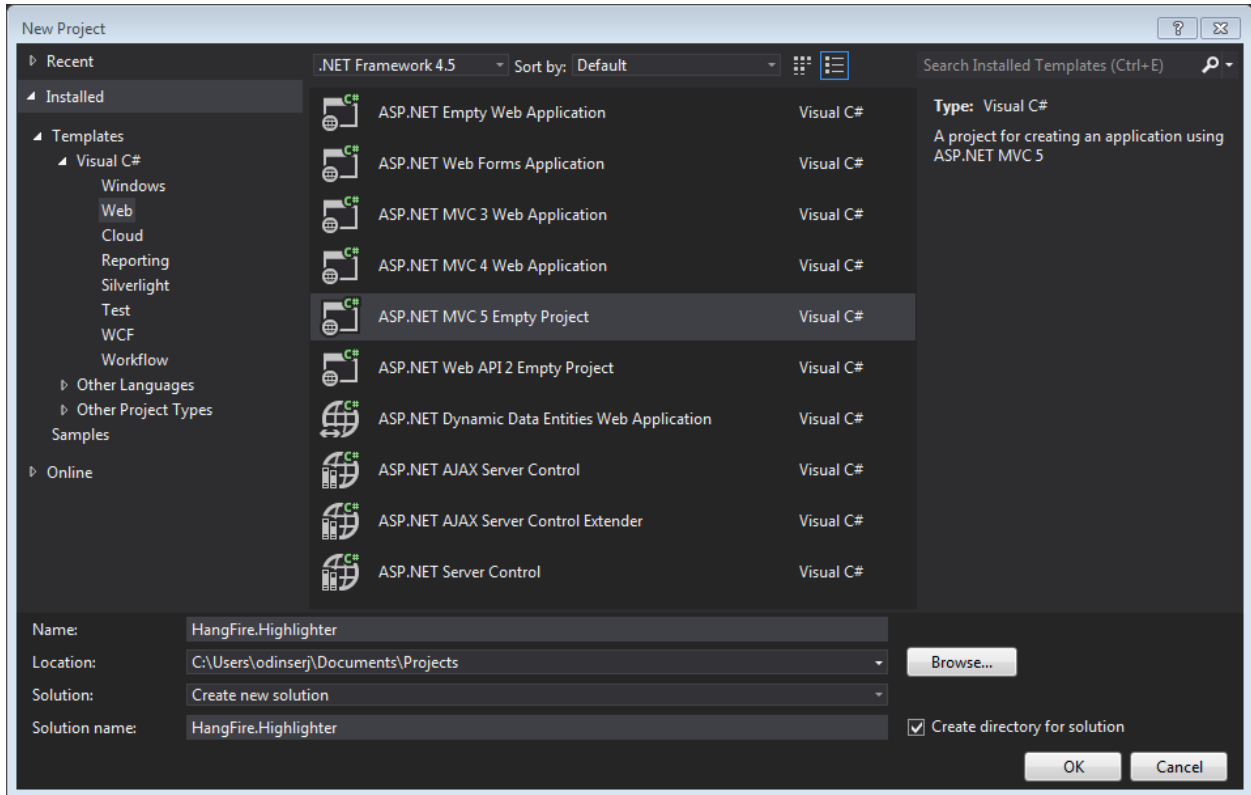 New Project
Recent
Installed
Templates
Visual C#
Windows
Web
Cloud
Reporting
Silverlight
Test
WCF
Workflow
Other Languages
Other Project Types
Samples
Online
.NET Framework 4.5 Sort by: Default
C# ASP.NET Empty Web Application Visual C#
C# ASP.NET Web Forms Application Visual C#
C# ASP.NET MVC 3 Web Application Visual C#
C# ASP.NET MVC 4 Web Application Visual C#
C# ASP.NET MVC 5 Empty Project Visual C#
C# ASP.NET Web API 2 Empty Project Visual C#
C# ASP.NET Dynamic Data Entities Web Application Visual C#
C# ASP.NET AJAX Server Control Visual C#
C# ASP.NET AJAX Server Control Extender Visual C#
C# ASP.NET Server Control Visual C#
Search Installed Templates (Ctrl+E)
Type: Visual C#
A project for creating an application using
ASP.NET MVC 5
Name: HangFire.Highlighter
Location: C:\Users\odinserj\Documents\Projects Browse...
Solution: Create new solution
Solution name: HangFire.Highlighter Create directory for solution
OK Cancel